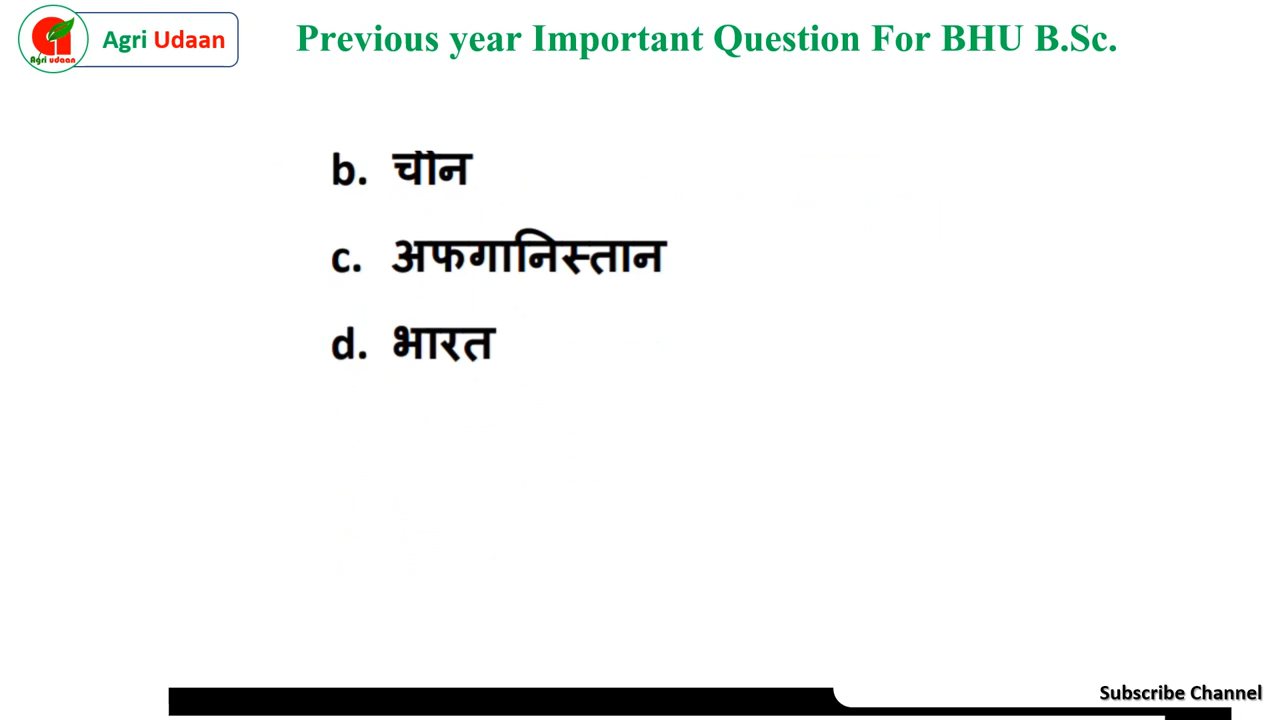 Agri Udaan
Agri udaan
Previous year Important Question For BHU B.Sc.
b. चीन
c. अफगानिस्तान
d. भारत
Subscribe Channel